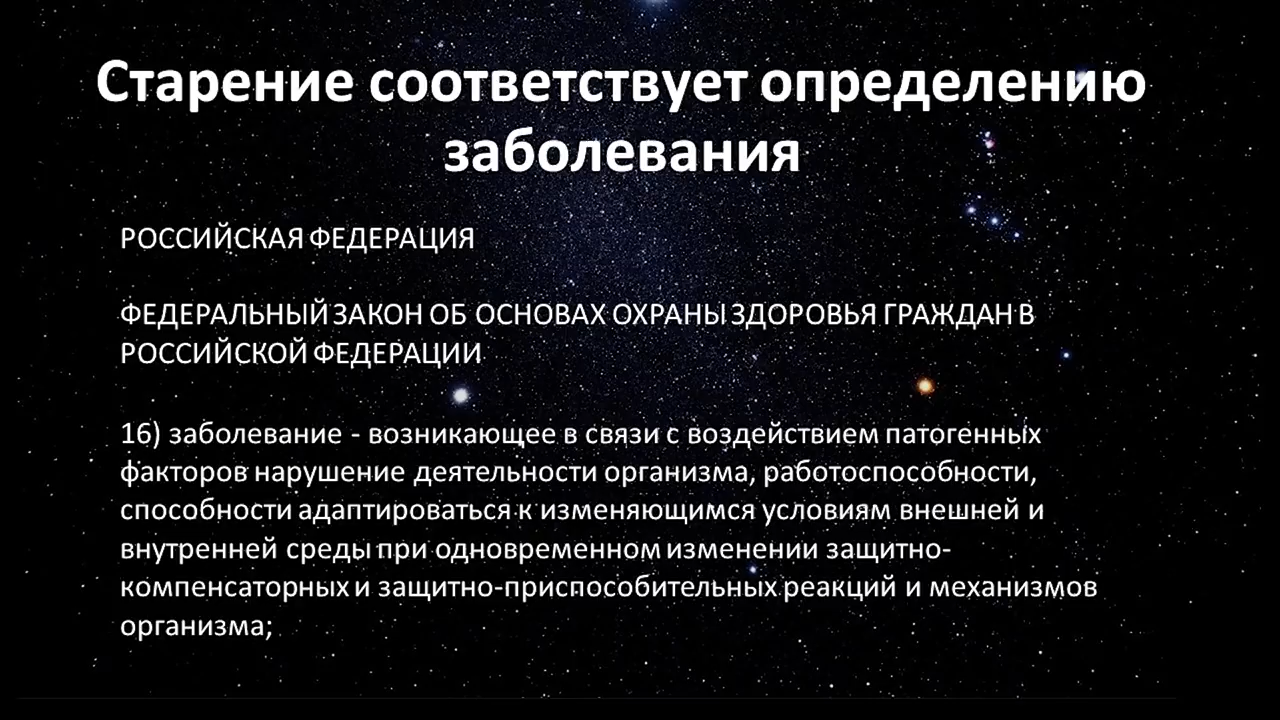 Старение соответствует определению
заболевания
РОССИЙСКАЯ ФЕДЕРАЦИЯ
ФЕДЕРАЛЬНЫЙ ЗАКОН ОБ ОСНОВАХ ОХРАНЫ ЗДОРОВЬЯ ГРАЖДАН В
РОССИЙСКОЙ ФЕДЕРАЦИИ
16) заболевание - возникающее в связи с воздействием патогенных
факторов нарушение деятельности организма, работоспособности,
способности адаптироваться к изменяющимся условиям внешней и
внутренней среды при одновременном изменении защитно-
компенсаторных и защитно-приспособительных реакций и механизмов
организма;